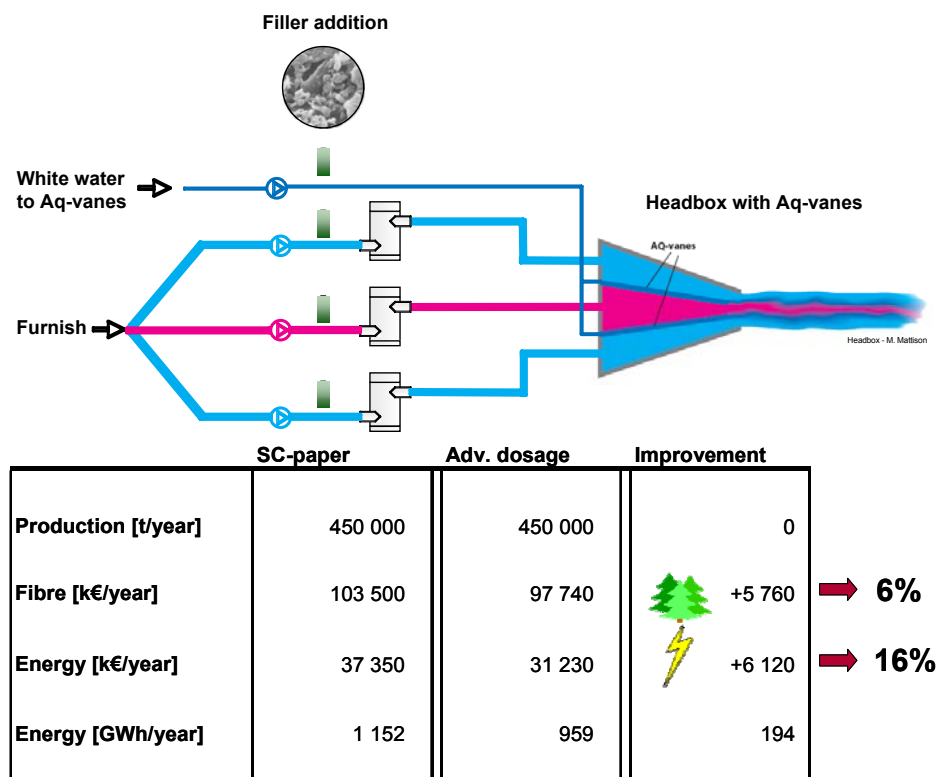 Filler addition
White water
to Aq-vanes
Headbox with Aq-vanes
AQ-vanes
Furnish
Headbox - M. Mattison
SC-paper Adv. dosage Improvement
Production [t/year] 450 000 450 000 0
Fibre [k€/year] 103 500 97 740 +5 760 6%
Energy [k€/year] 37 350 31 230 +6 120 16%
Energy [GWh/year] 1 152 959 194